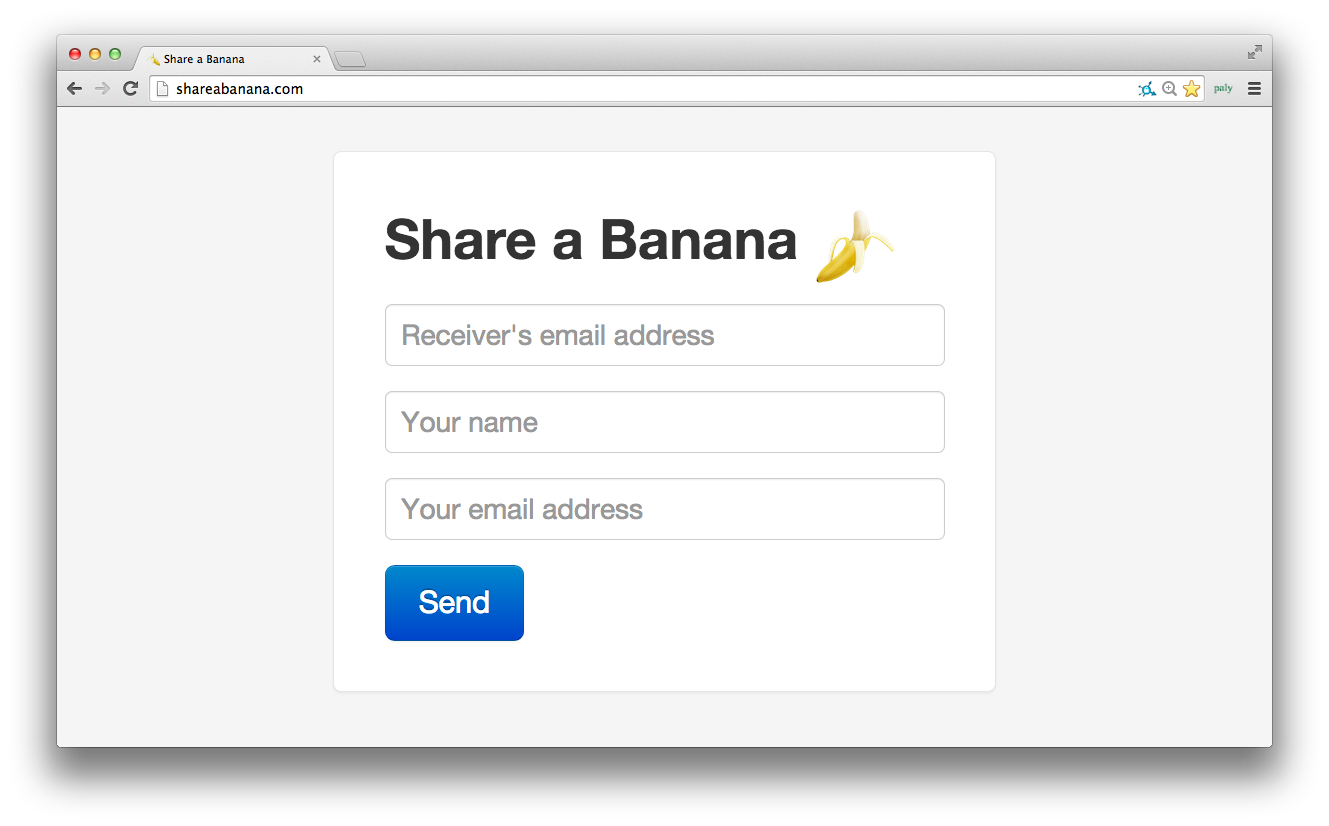 Share a Banana
shareabanana.com
paly
Share a Banana
Receiver's email address
Your name
Your email address
Send